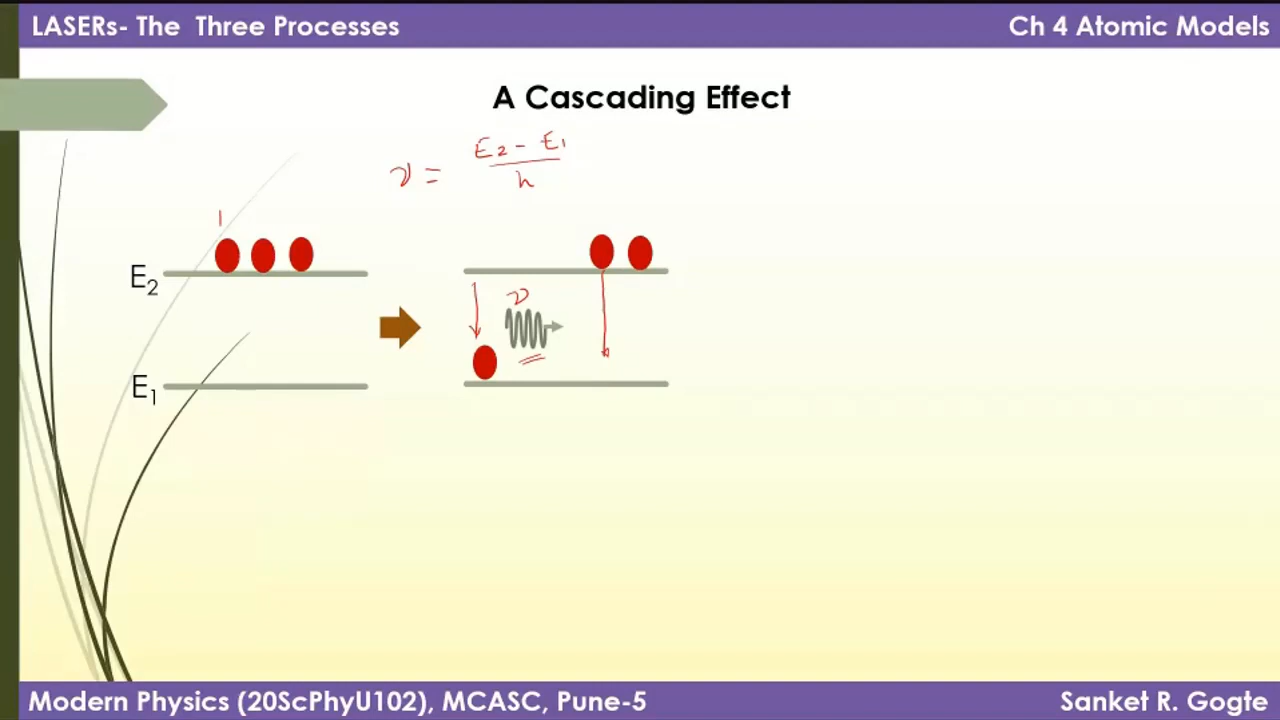 LASERs- The Three Processes
Ch 4 Atomic Models
A Cascading Effect
ν = E₂ - E₁
h
1
E₂
ν
E₁
Modern Physics (20ScPhyU102), MCASC, Pune-5
Sanket R. Gogte